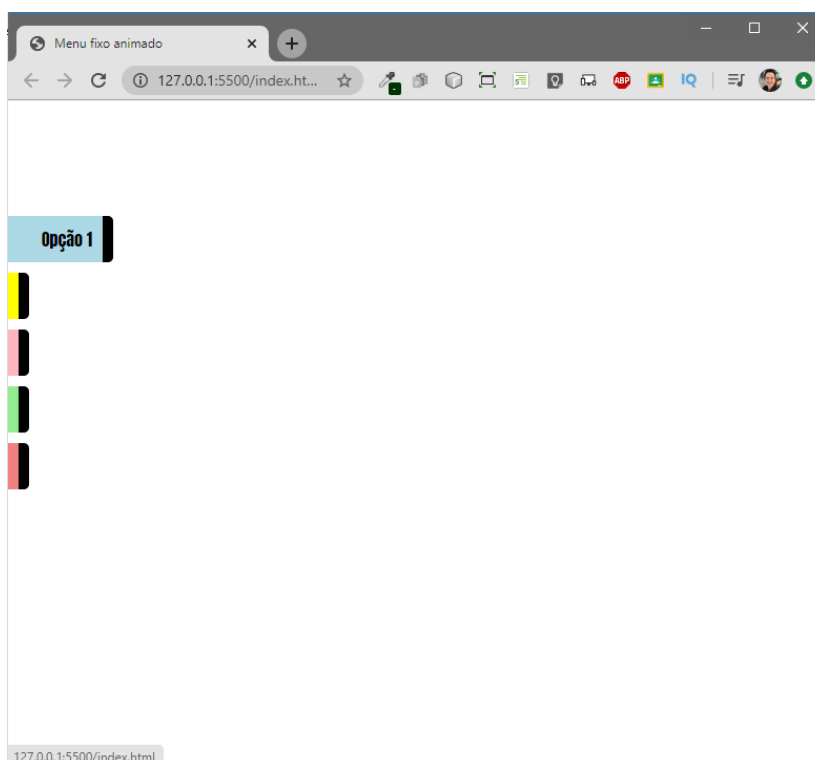 Menu fixo animado
127.0.0.1:5500/index.ht...
ABP
IQ
Opção 1
127.0.0.1:5500/index.html